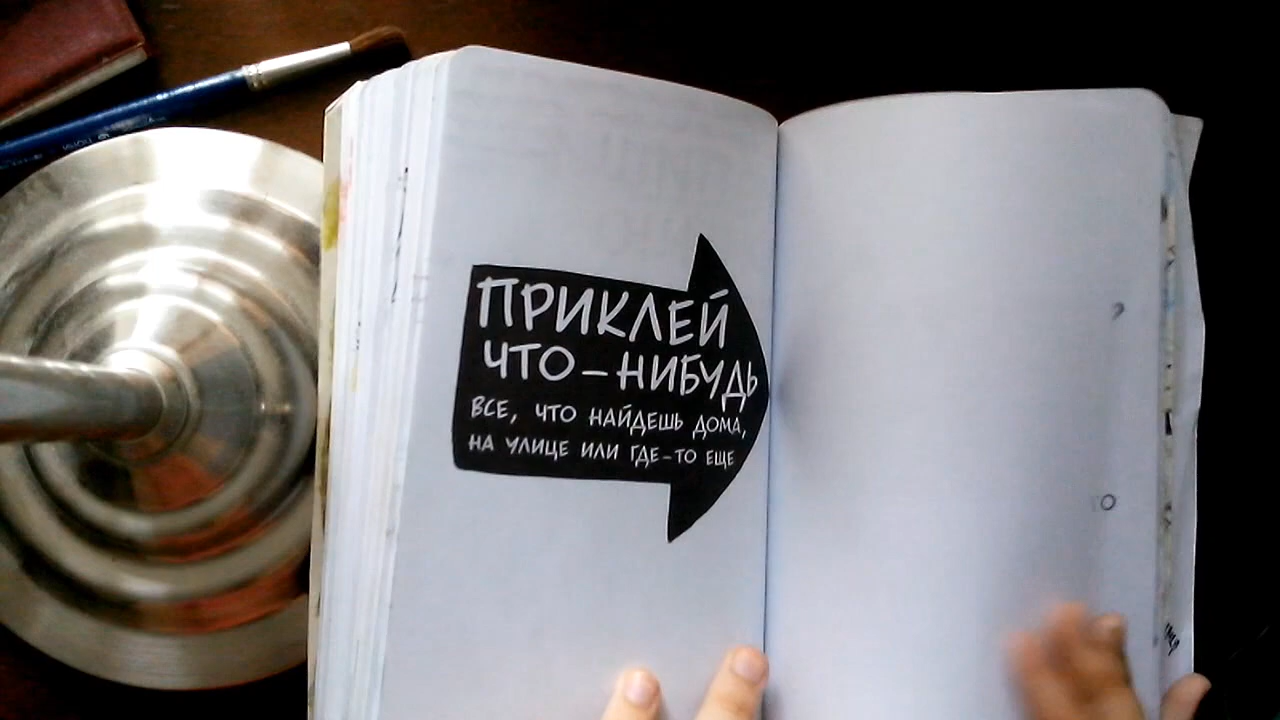 ПРИКЛЕЙ
ЧТО-НИБУДЬ
ВСЕ, ЧТО НАЙДЕШЬ ДОМА,
НА УЛИЦЕ ИЛИ ГДЕ-ТО ЕЩЕ